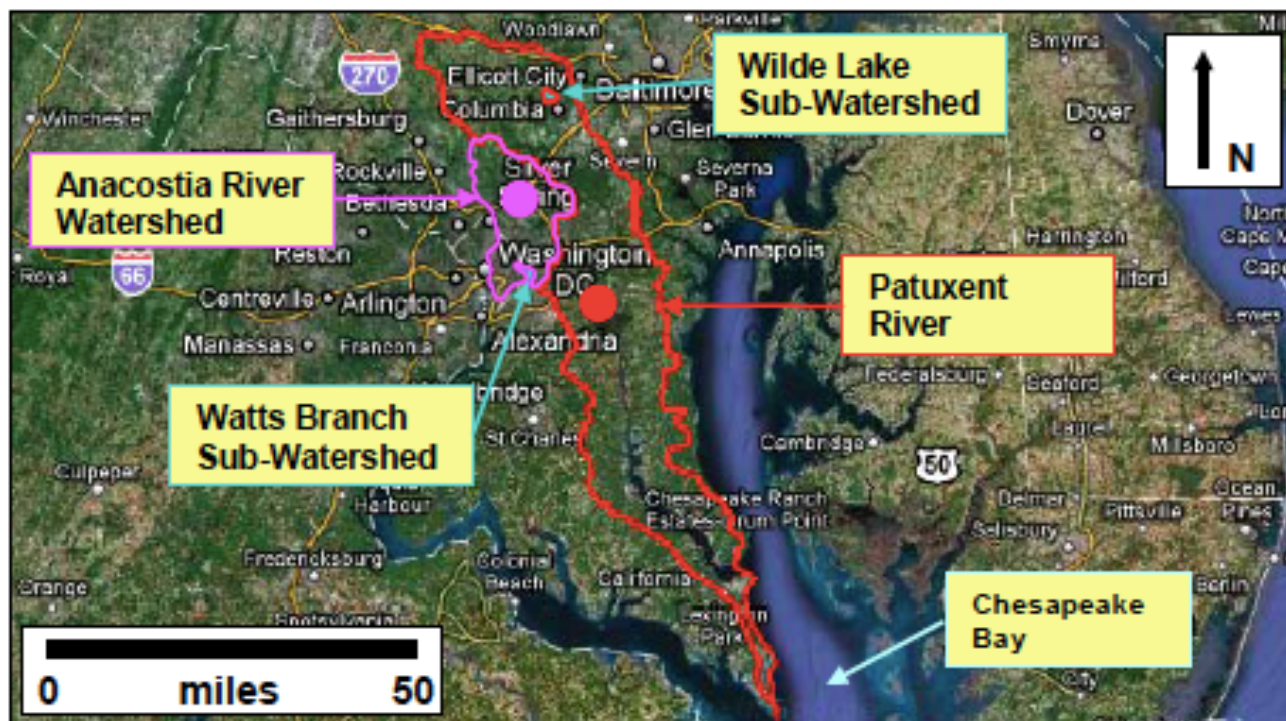 Woodlawn
Parkville
Smyrna
270
Ellicott City
Baltimore
Wilde Lake
Sub-Watershed
N
Winchester
Columbia
Gaithersburg
Dover
Severn
Severna
Park
Anacostia River
Watershed
Rockville
Silver
Spring
Bethesda
Reston
Washington
DC
Annapolis
Harrington
Milford
66
Royal
Centreville
Arlington
Patuxent
River
Lewes
Manassas
Franconia
Alexandria
Federalsburg
Seaford
Georgetown
Watts Branch
Sub-Watershed
St Charles
Cambridge
Laurel
Millsboro
50
Culpeper
Harbour
Chesapeake Ranch
Estates-Drum Point
Delmar
Pittsville
Ocean
Pines
Salisbury
Fredericksburg
Colonial
Beach
California
Orange
Berlin
Spotsylvania
Lexington
Park
Chesapeake
Bay
City
0 miles 50